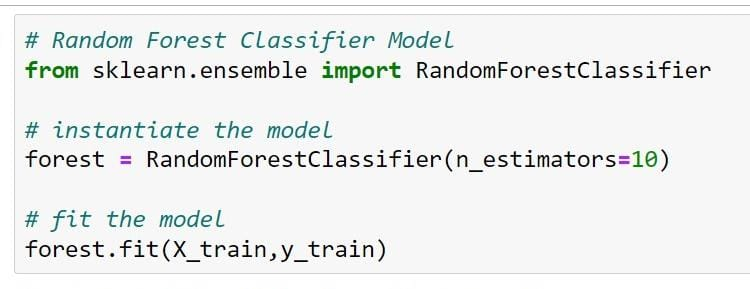 # Random Forest Classifier Model
from sklearn.ensemble import RandomForestClassifier
# instantiate the model
forest = RandomForestClassifier(n_estimators=10)
# fit the model
forest.fit(X_train,y_train)